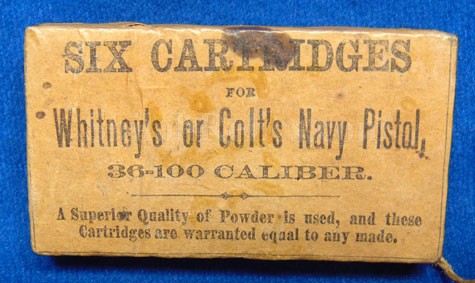 SIX CARTRIDGES
FOR
Whitney's or Colt's Navy Pistol,
36-100 CALIBER.
A Superior Quality of Powder is used, and these
Cartridges are warranted equal to any made.